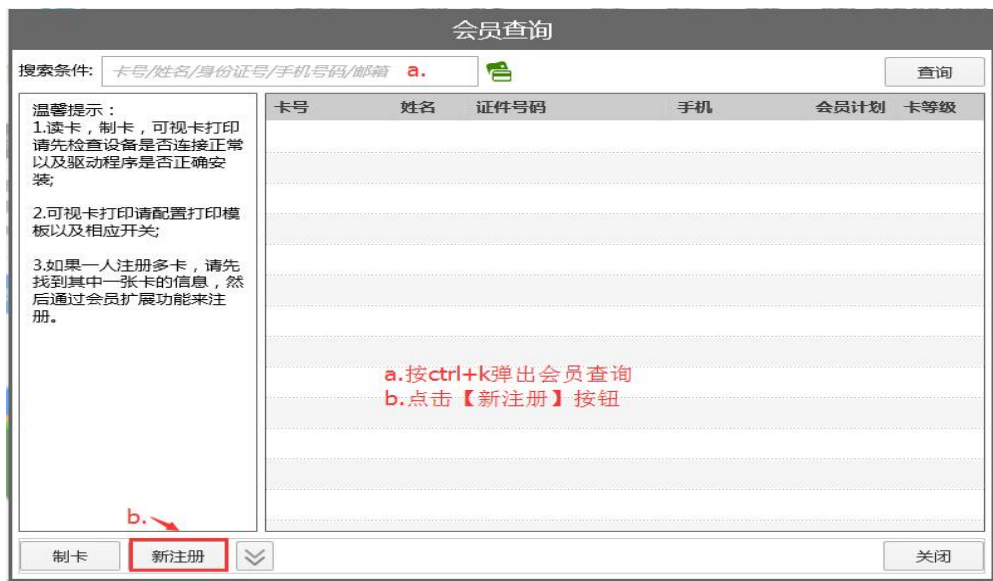 会员查询
搜索条件: 卡号/姓名/身份证号/手机号码/邮箱 a. 查询
温馨提示：
1.读卡，制卡，可视卡打印
请先检查设备是否连接正常
以及驱动程序是否正确安
装;
2.可视卡打印请配置打印模
板以及相应开关;
3.如果一人注册多卡，请先
找到其中一张卡的信息，然
后通过会员扩展功能来注
册。
卡号 姓名 证件号码 手机 会员计划 卡等级
a.按ctrl+k弹出会员查询
b.点击【新注册】按钮
b.
制卡 新注册 关闭